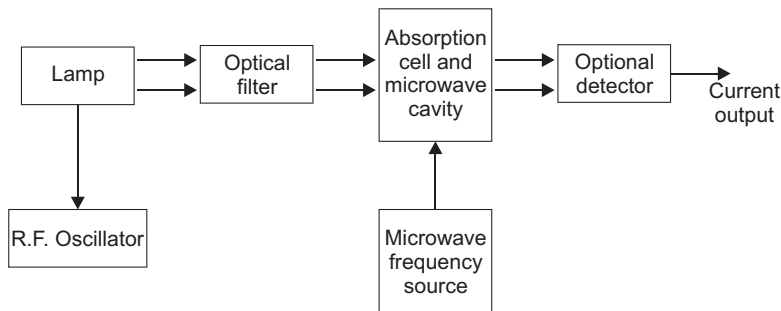 Lamp
Optical
filter
Absorption
cell and
microwave
cavity
Optional
detector
Current
output
R.F. Oscillator
Microwave
frequency
source